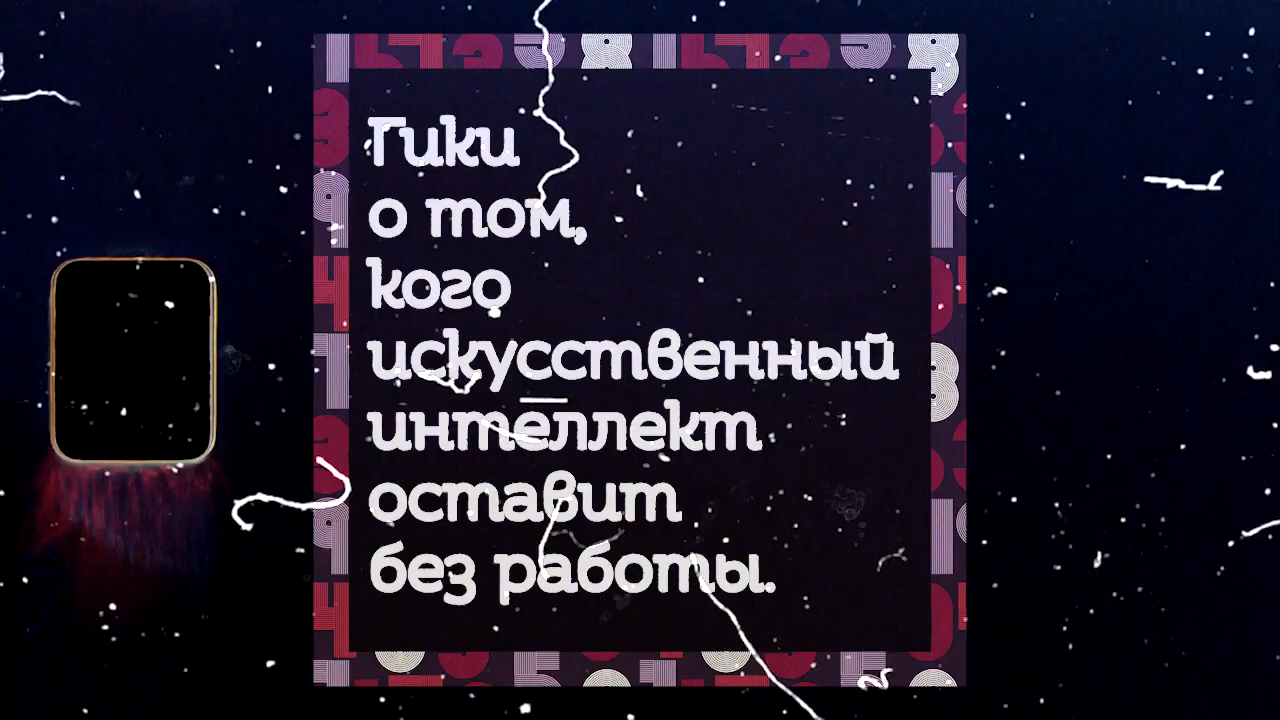 Гики
о том,
кого
искусственный
интеллект
оставит
без работы.